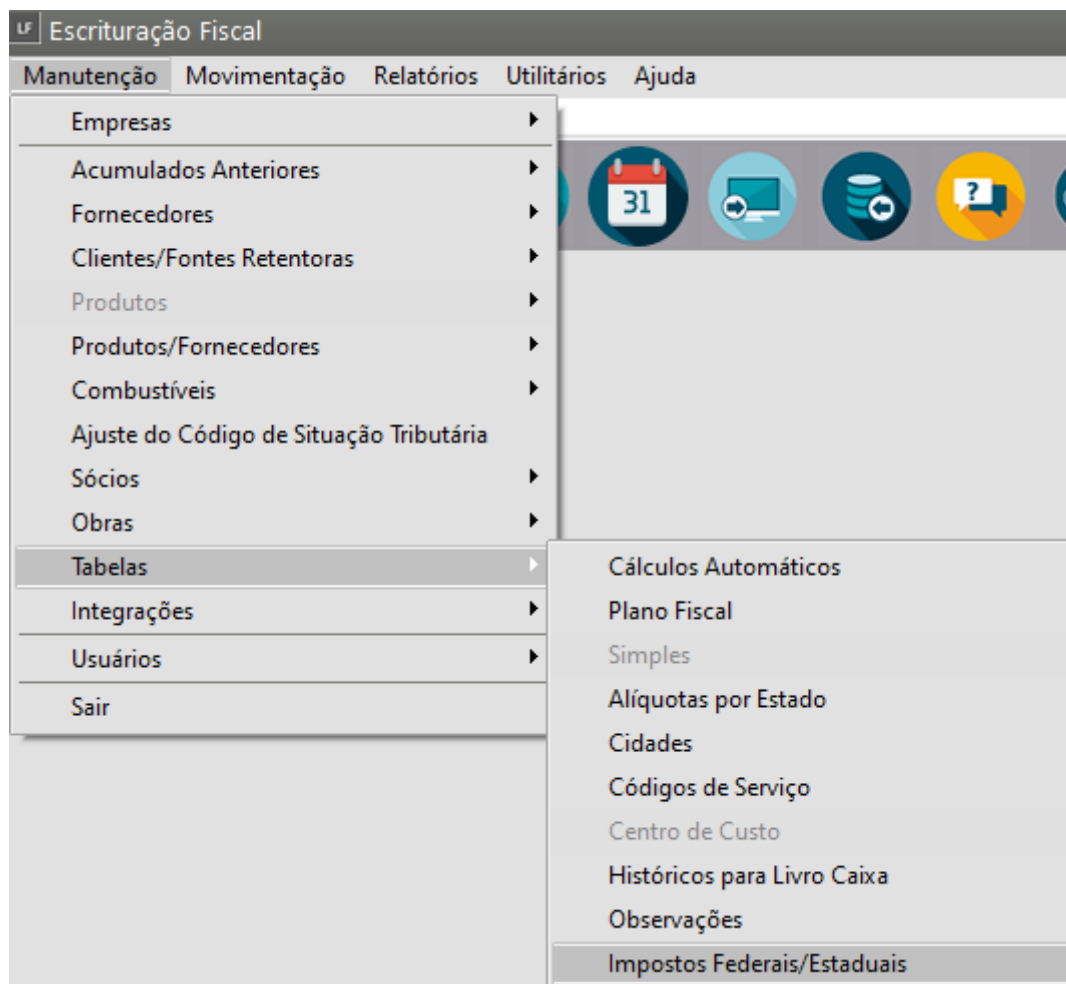 LF Escrituração Fiscal
Manutenção Movimentação Relatórios Utilitários Ajuda
Empresas
Acumulados Anteriores
Fornecedores
Clientes/Fontes Retentoras
Produtos
Produtos/Fornecedores
Combustíveis
Ajuste do Código de Situação Tributária
Sócios
Obras
Tabelas
Integrações
Usuários
Sair
31
?
Cálculos Automáticos
Plano Fiscal
Simples
Alíquotas por Estado
Cidades
Códigos de Serviço
Centro de Custo
Históricos para Livro Caixa
Observações
Impostos Federais/Estaduais